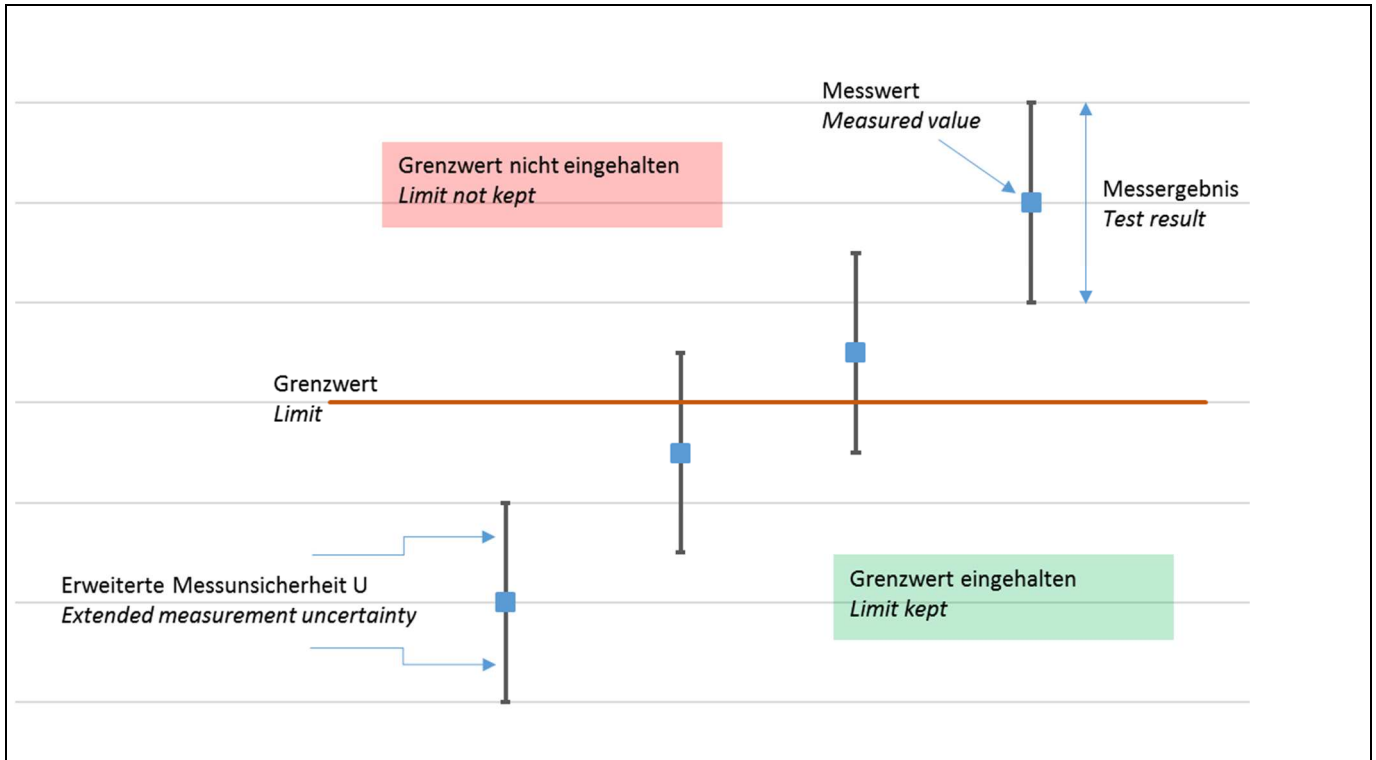 Messwert
Measured value
Grenzwert nicht eingehalten
Limit not kept
Messergebnis
Test result
Grenzwert
Limit
Erweiterte Messunsicherheit U
Extended measurement uncertainty
Grenzwert eingehalten
Limit kept